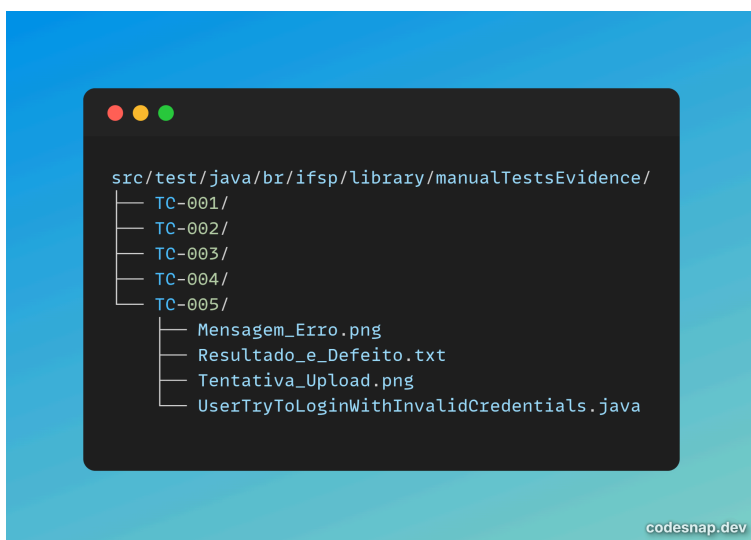 src/test/java/br/ifsp/library/manualTestsEvidence/
├── TC-001/
├── TC-002/
├── TC-003/
├── TC-004/
└── TC-005/
    ├── Mensagem_Erro.png
    ├── Resultado_e_Defeito.txt
    ├── Tentativa_Upload.png
    └── UserTryToLoginWithInvalidCredentials.java
codesnap.dev